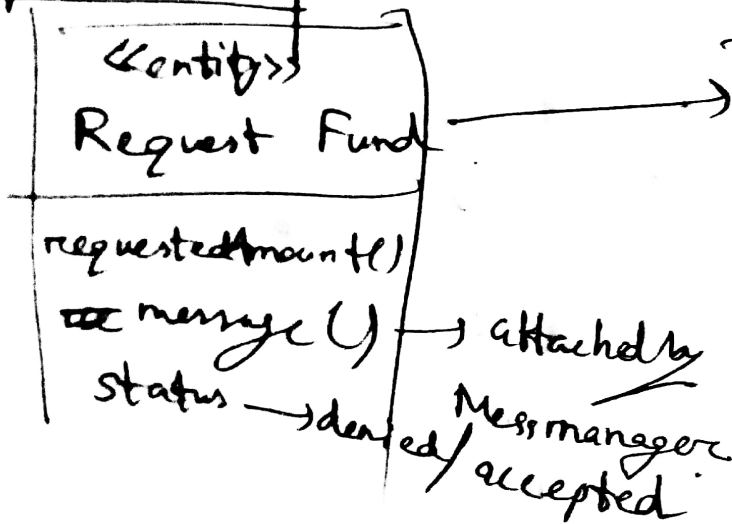 <<entity>>
Request Fund
requestedAmount()
message() → attached by
Mess manager
status → denied/accepted